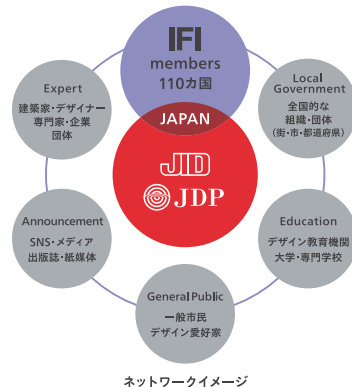 IFI
members
110カ国
JAPAN
JID
JDP
Expert
建築家・デザイナー
専門家・企業
団体
Local
Government
全国的な
組織・団体
(街・市・都道府県)
Announcement
SNS・メディア
出版誌・紙媒体
Education
デザイン教育機関
大学・専門学校
General Public
一般市民
デザイン愛好家
ネットワークイメージ